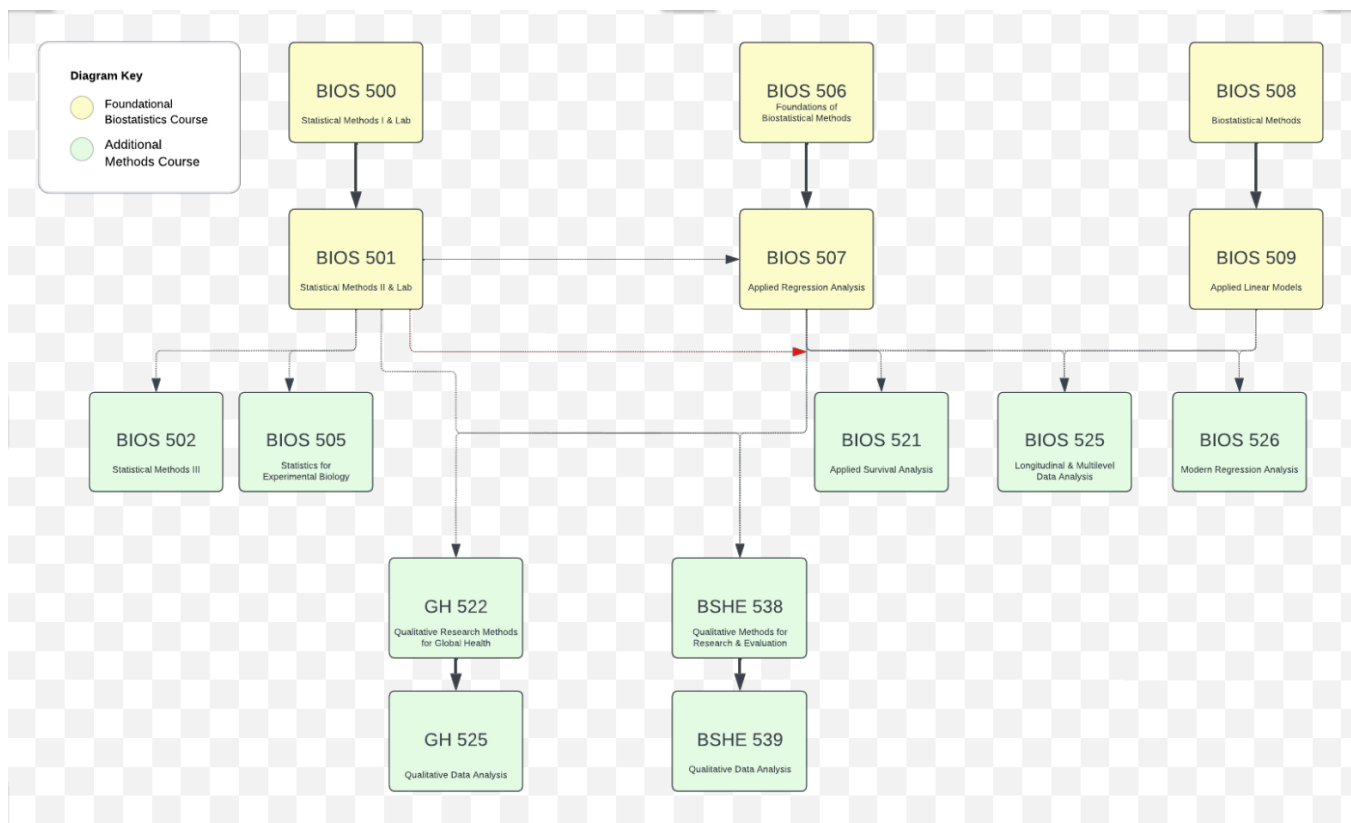 Diagram Key
Foundational
Biostatistics Course
Additional
Methods Course
BIOS 500
Statistical Methods I & Lab
BIOS 506
Foundations of
Biostatistical Methods
BIOS 508
Biostatistical Methods
BIOS 501
Statistical Methods II & Lab
BIOS 507
Applied Regression Analysis
BIOS 509
Applied Linear Models
BIOS 502
Statistical Methods III
BIOS 505
Statistics for
Experimental Biology
BIOS 521
Applied Survival Analysis
BIOS 525
Longitudinal & Multilevel
Data Analysis
BIOS 526
Modern Regression Analysis
GH 522
Qualitative Research Methods
for Global Health
BSHE 538
Qualitative Methods for
Research & Evaluation
GH 525
Qualitative Data Analysis
BSHE 539
Qualitative Data Analysis